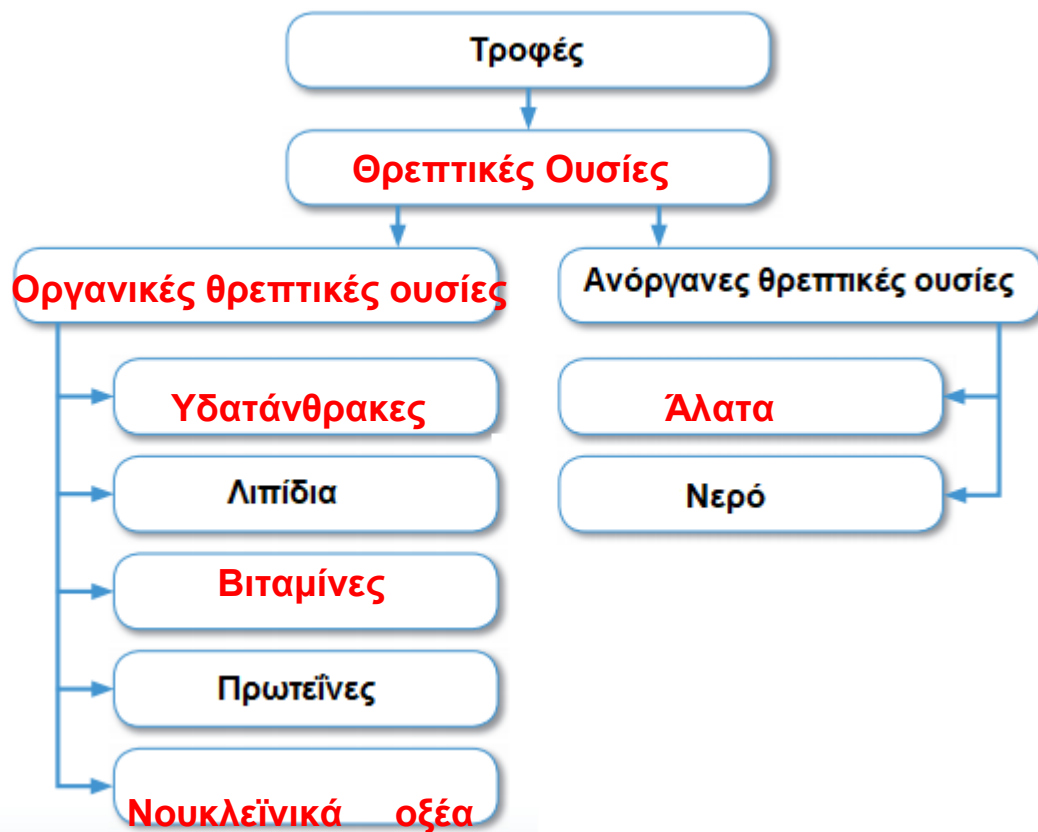 Τροφές
Θρεπτικές Ουσίες
Οργανικές θρεπτικές ουσίες
Ανόργανες θρεπτικές ουσίες
Υδατάνθρακες
Άλατα
Λιπίδια
Νερό
Βιταμίνες
Πρωτεΐνες
Νουκλεϊνικά οξέα